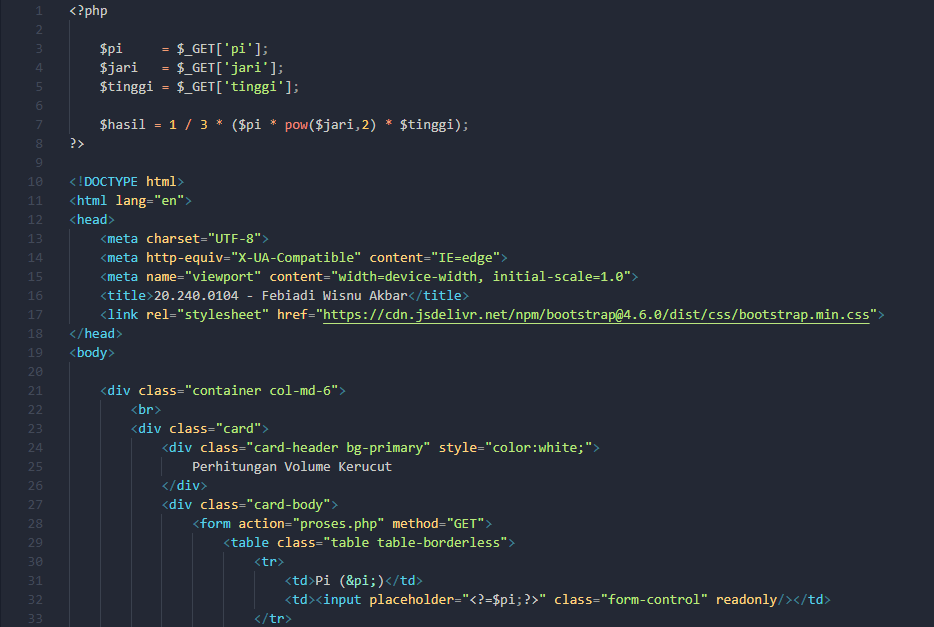 1 <?php
2
3     $pi     = $_GET['pi'];
4     $jari   = $_GET['jari'];
5     $tinggi = $_GET['tinggi'];
6
7     $hasil = 1 / 3 * ($pi * pow($jari,2) * $tinggi);
8 ?>
9
10 <!DOCTYPE html>
11 <html lang="en">
12 <head>
13     <meta charset="UTF-8">
14     <meta http-equiv="X-UA-Compatible" content="IE=edge">
15     <meta name="viewport" content="width=device-width, initial-scale=1.0">
16     <title>20.240.0104 - Febiadi Wisnu Akbar</title>
17     <link rel="stylesheet" href="https://cdn.jsdelivr.net/npm/bootstrap@4.6.0/dist/css/bootstrap.min.css">
18 </head>
19 <body>
20
21     <div class="container col-md-6">
22         <br>
23         <div class="card">
24             <div class="card-header bg-primary" style="color:white;">
25                 Perhitungan Volume Kerucut
26             </div>
27             <div class="card-body">
28                 <form action="proses.php" method="GET">
29                     <table class="table table-borderless">
30                         <tr>
31                             <td>Pi (&pi;)</td>
32                             <td><input placeholder="<?=$pi;?>" class="form-control" readonly/></td>
33                         </tr>